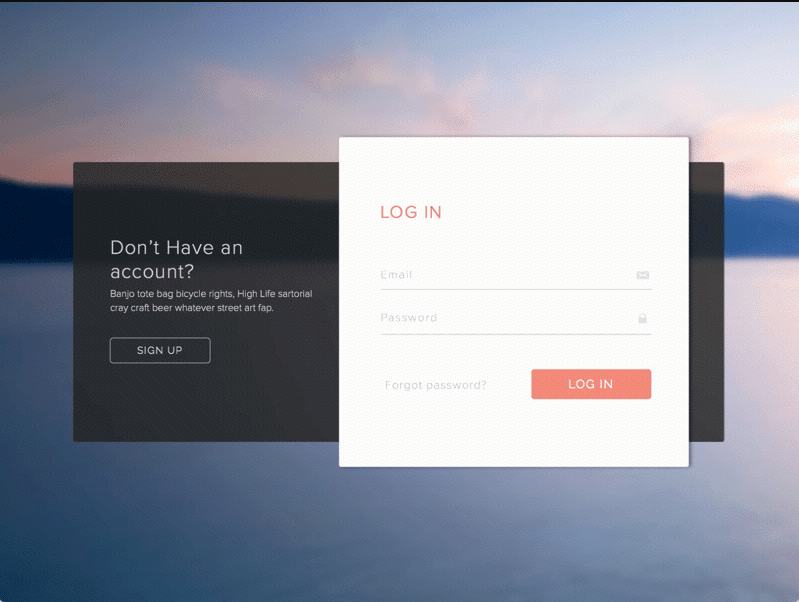 Don't Have an
account?
Banjo tote bag bicycle rights, High Life sartorial
cray craft beer whatever street art fap.
SIGN UP
LOG IN
Email
Password
Forgot password?
LOG IN